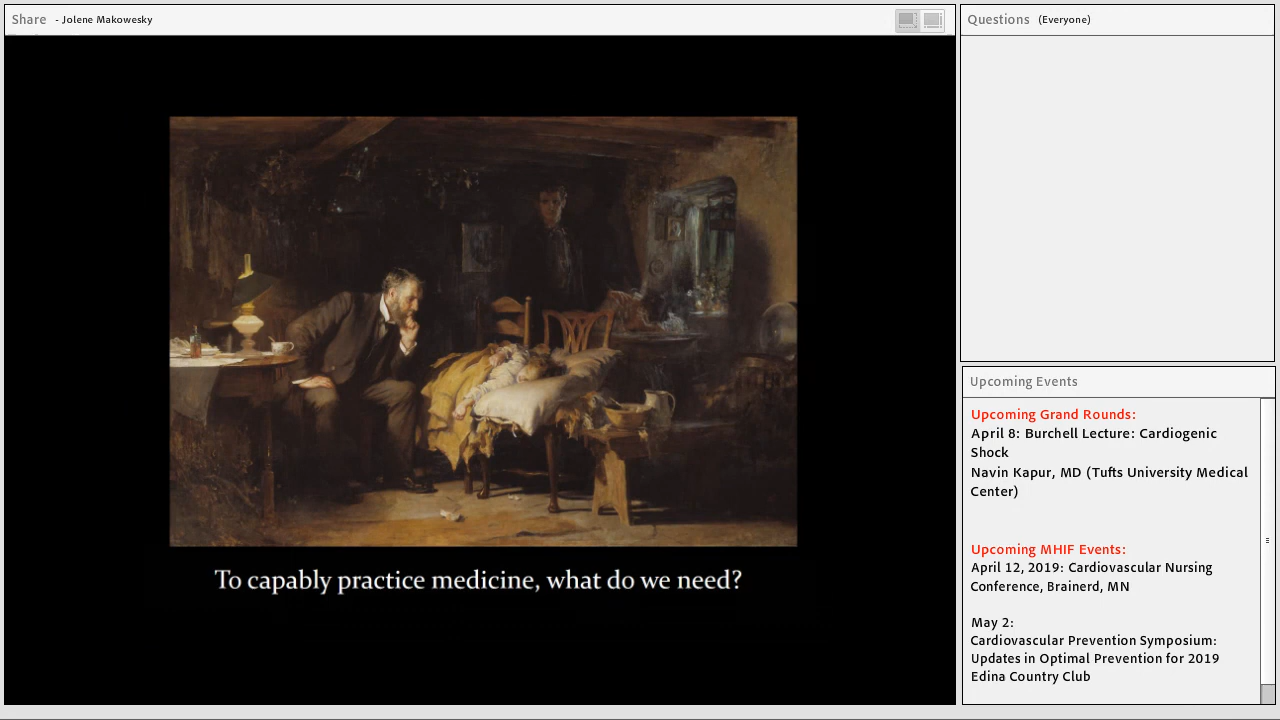 Share - Jolene Makowesky
To capably practice medicine, what do we need?
Questions (Everyone)
Upcoming Events
Upcoming Grand Rounds:
April 8: Burchell Lecture: Cardiogenic
Shock
Navin Kapur, MD (Tufts University Medical
Center)
Upcoming MHIF Events:
April 12, 2019: Cardiovascular Nursing
Conference, Brainerd, MN
May 2:
Cardiovascular Prevention Symposium:
Updates in Optimal Prevention for 2019
Edina Country Club